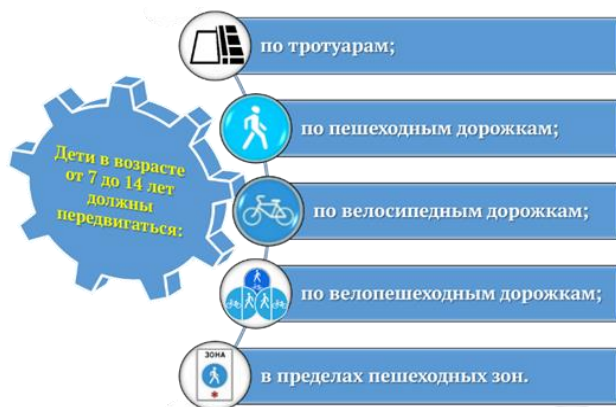 Дети в возрасте
от 7 до 14 лет
должны
передвигаться:
по тротуарам;
по пешеходным дорожкам;
по велосипедным дорожкам;
по велопешеходным дорожкам;
ЗОНА
в пределах пешеходных зон.